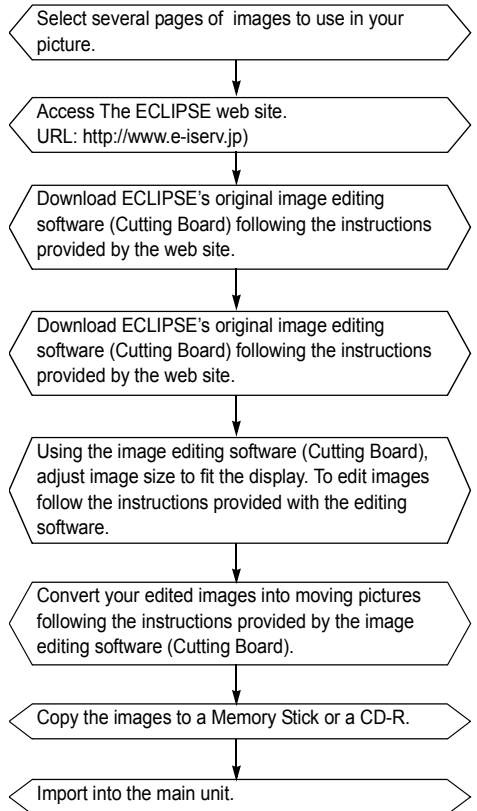 Select several pages of images to use in your
picture.
Access The ECLIPSE web site.
URL: http://www.e-iserv.jp)
Download ECLIPSE's original image editing
software (Cutting Board) following the instructions
provided by the web site.
Download ECLIPSE's original image editing
software (Cutting Board) following the instructions
provided by the web site.
Using the image editing software (Cutting Board),
adjust image size to fit the display. To edit images
follow the instructions provided with the editing
software.
Convert your edited images into moving pictures
following the instructions provided by the image
editing software (Cutting Board).
Copy the images to a Memory Stick or a CD-R.
Import into the main unit.